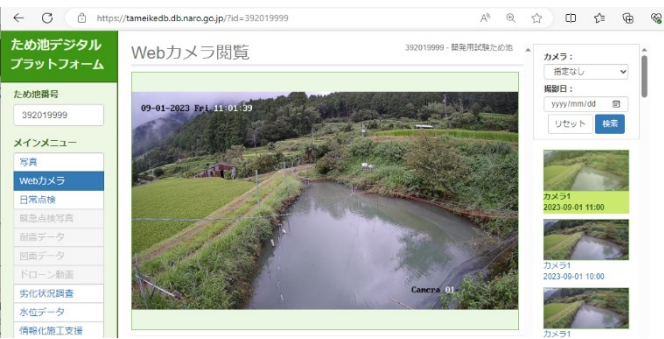 https://tameikedb.db.naro.go.jp/?id=392019999
ため池デジタル
プラットフォーム
ため池番号
392019999
メインメニュー
写真
Webカメラ
日常点検
緊急点検写真
耐震データ
図面データ
ドローン動画
劣化状況調査
水位データ
情報化施工支援
Webカメラ閲覧
392019999 - 開発用試験ため池
09-01-2023 Fri 11:01:39
Camera 01
カメラ：
指定なし
撮影日：
yyyy/mm/dd
リセット
検索
カメラ1
2023-09-01 11:00
カメラ1
2023-09-01 10:00
カメラ1